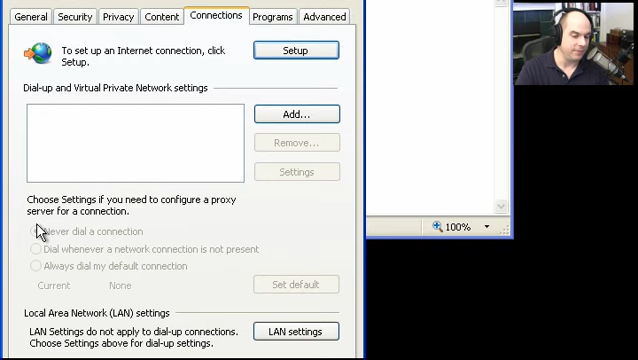 General Security Privacy Content Connections Programs Advanced
To set up an Internet connection, click
Setup.
Setup
Dial-up and Virtual Private Network settings
Add...
Remove...
Settings
Choose Settings if you need to configure a proxy
server for a connection.
Never dial a connection
Dial whenever a network connection is not present
Always dial my default connection
Current None Set default
Local Area Network (LAN) settings
LAN Settings do not apply to dial-up connections.
Choose Settings above for dial-up settings.
LAN settings
100%